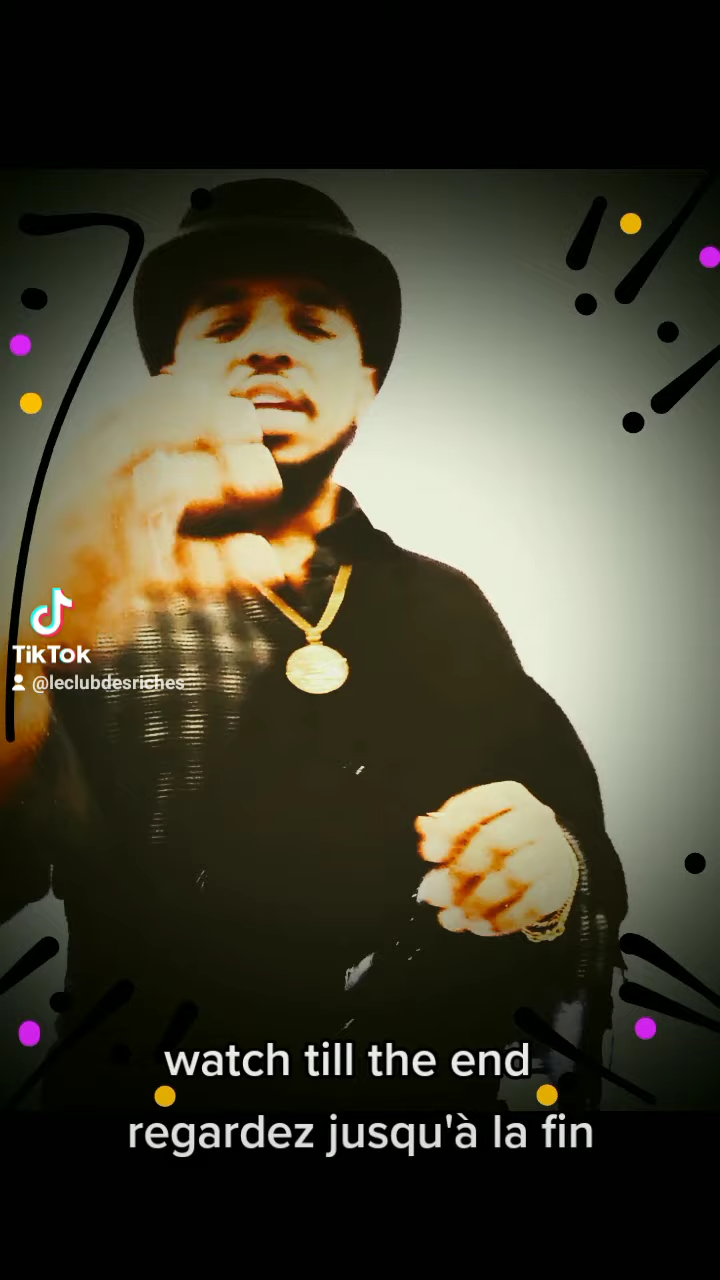 TikTok
@leclubdesriches
watch till the end
regardez jusqu'à la fin